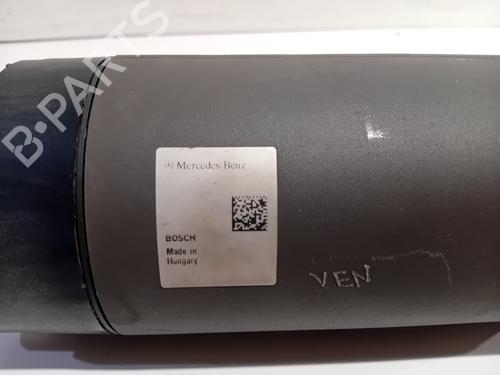 B-PARTS
Mercedes-Benz
BOSCH
Made in
Hungary
VEN